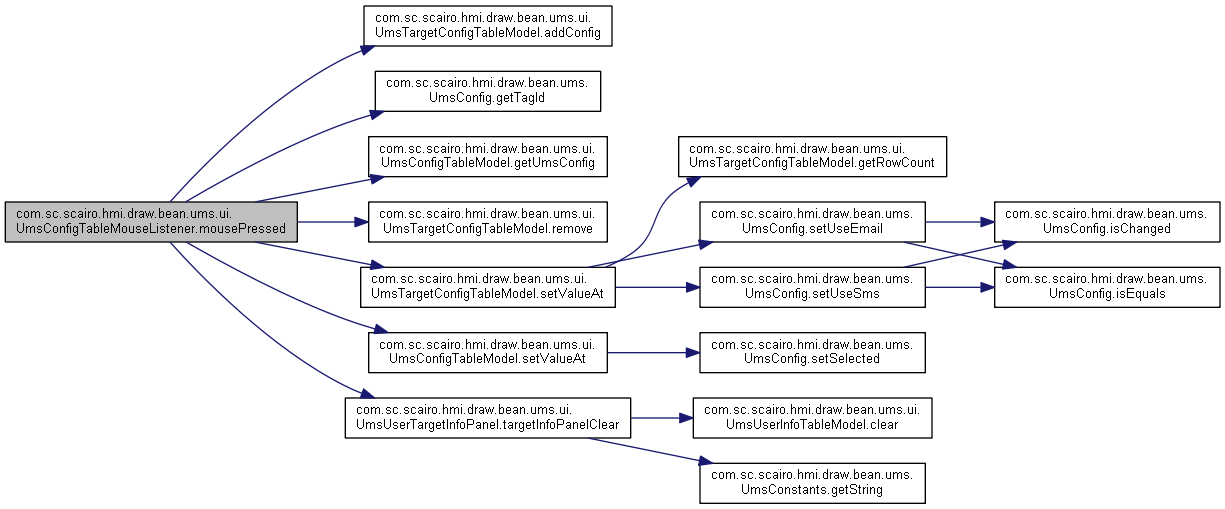 com.sc.scairo.hmi.draw.bean.ums.ui.
UmsTargetConfigTableModel.addConfig
com.sc.scairo.hmi.draw.bean.ums.
UmsConfig.getTagId
com.sc.scairo.hmi.draw.bean.ums.ui.
UmsConfigTableModel.getUmsConfig
com.sc.scairo.hmi.draw.bean.ums.ui.
UmsTargetConfigTableModel.getRowCount
com.sc.scairo.hmi.draw.bean.ums.ui.
UmsConfigTableMouseListener.mousePressed
com.sc.scairo.hmi.draw.bean.ums.ui.
UmsTargetConfigTableModel.remove
com.sc.scairo.hmi.draw.bean.ums.
UmsConfig.setUseEmail
com.sc.scairo.hmi.draw.bean.ums.
UmsConfig.isChanged
com.sc.scairo.hmi.draw.bean.ums.ui.
UmsTargetConfigTableModel.setValueAt
com.sc.scairo.hmi.draw.bean.ums.
UmsConfig.setUseSms
com.sc.scairo.hmi.draw.bean.ums.
UmsConfig.isEquals
com.sc.scairo.hmi.draw.bean.ums.ui.
UmsConfigTableModel.setValueAt
com.sc.scairo.hmi.draw.bean.ums.
UmsConfig.setSelected
com.sc.scairo.hmi.draw.bean.ums.ui.
UmsUserTargetInfoPanel.targetInfoPanelClear
com.sc.scairo.hmi.draw.bean.ums.ui.
UmsUserInfoTableModel.clear
com.sc.scairo.hmi.draw.bean.ums.
UmsConstants.getString